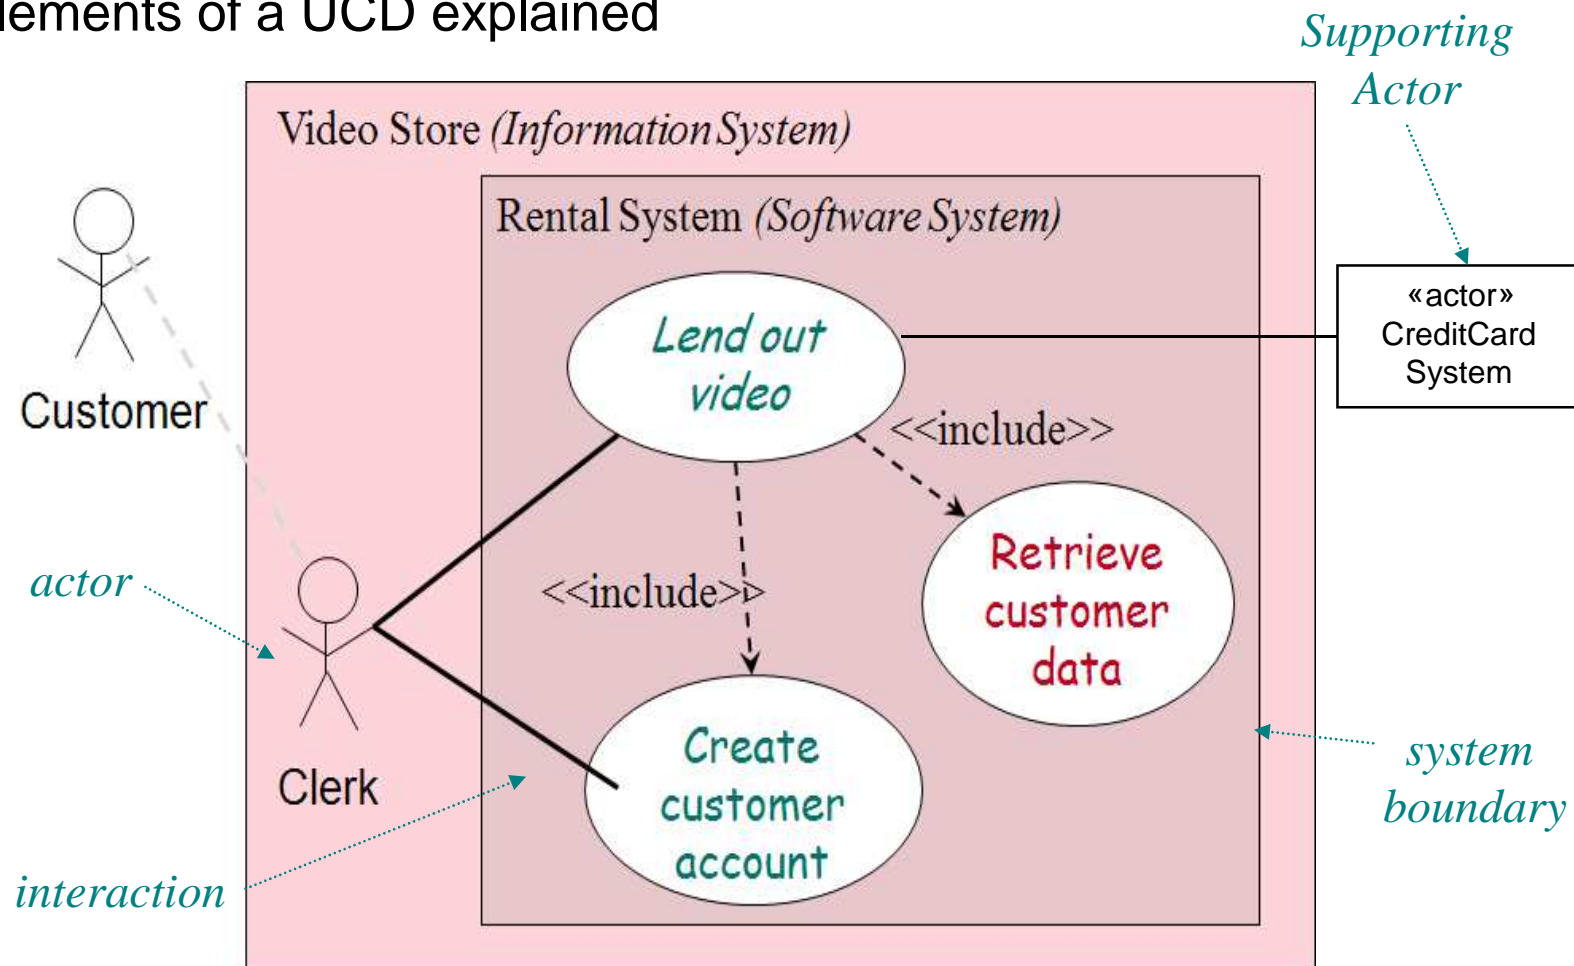 lements of a UCD explained
Supporting
Actor
Video Store (Information System)
Rental System (Software System)
«actor»
CreditCard
System
Lend out
video
Customer
<<include>>
Retrieve
customer
data
actor
<<include>>
Create
customer
account
Clerk
system
boundary
interaction